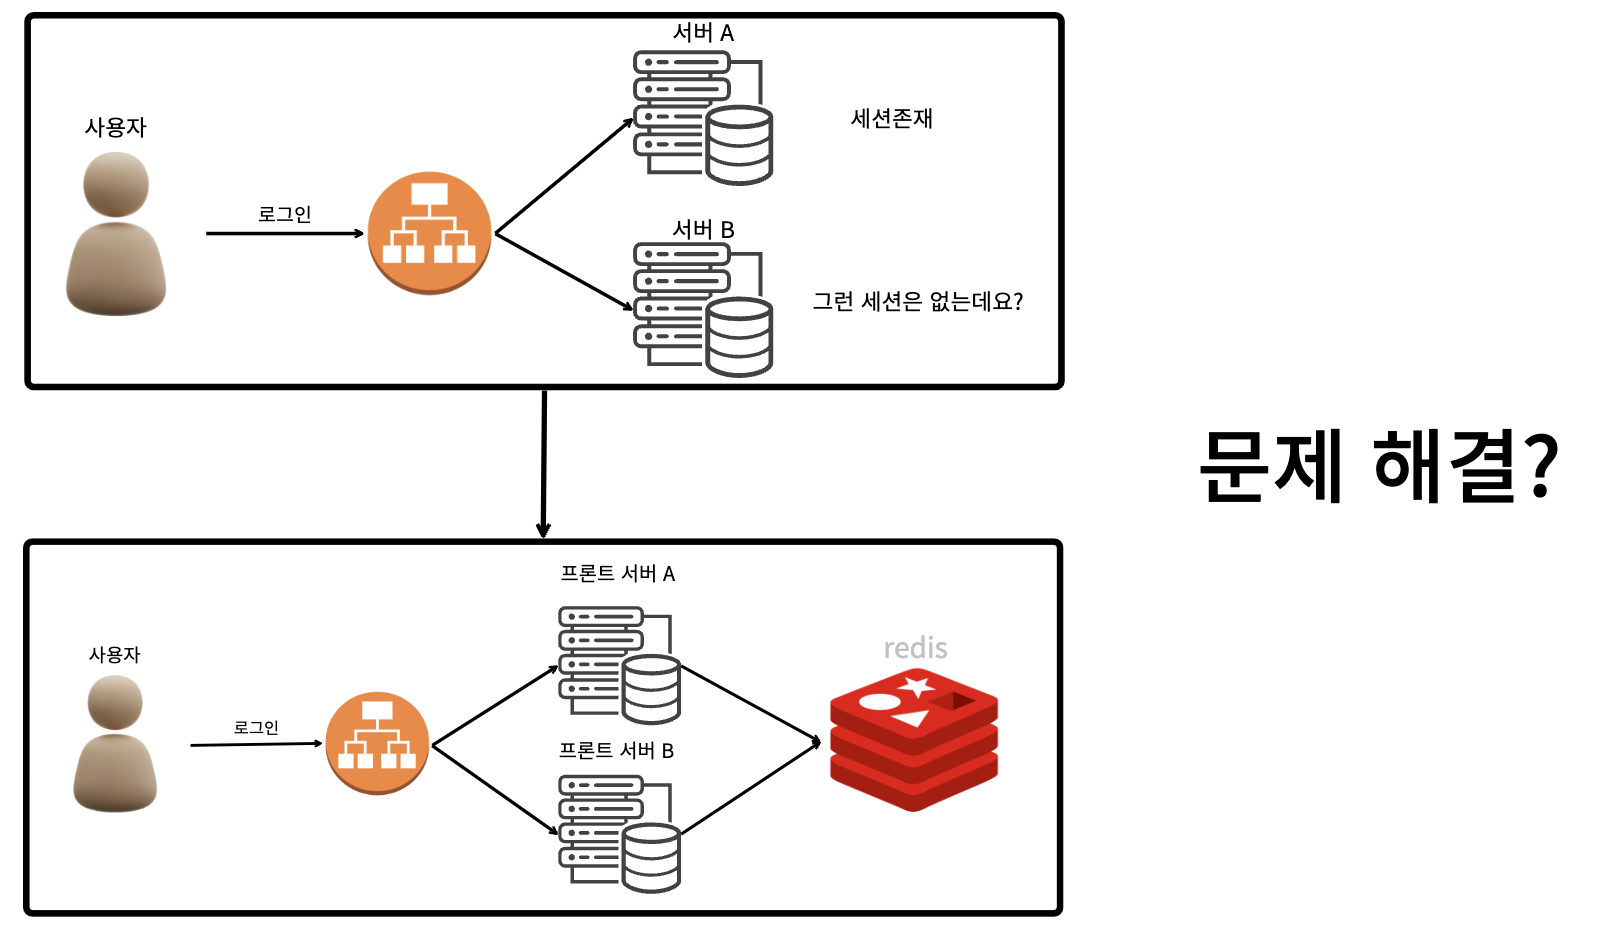 서버 A
사용자
세션존재
로그인
서버 B
그런 세션은 없는데요?
문제 해결?
프론트 서버 A
사용자
redis
로그인
프론트 서버 B